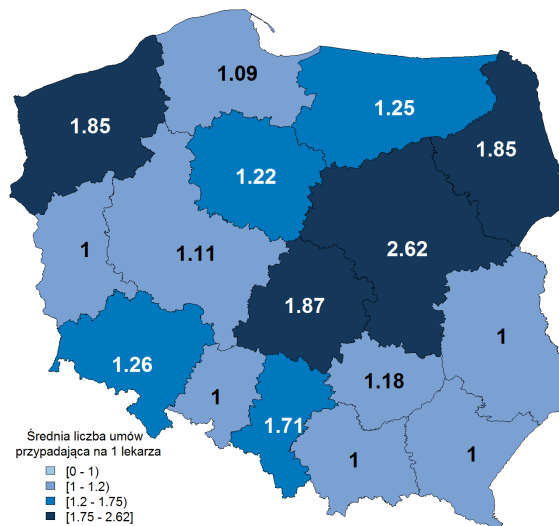 1.09
1.85
1.25
1.85
1.22
2.62
1
1.11
1.87
1
1.26
1.18
1
1.71
1
1
Średnia liczba umów
przypadająca na 1 lekarza
[0 - 1)
[1 - 1.2)
[1.2 - 1.75)
[1.75 - 2.62]